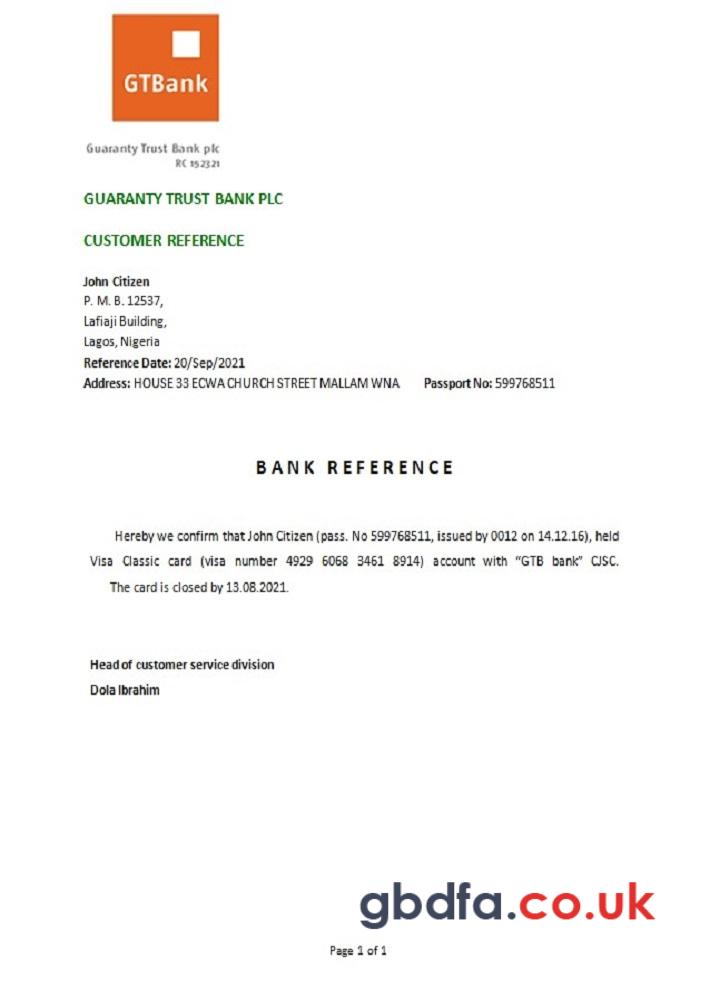 GTBank
Guaranty Trust Bank plc
RC 152321
GUARANTY TRUST BANK PLC
CUSTOMER REFERENCE
John Citizen
P. M. B. 12537,
Lafiaji Building,
Lagos, Nigeria
Reference Date: 20/Sep/2021
Address: HOUSE 33 ECWA CHURCH STREET MALLAM WNA Passport No: 599768511
BANK REFERENCE
Hereby we confirm that John Citizen (pass. No 599768511, issued by 0012 on 14.12.16), held
Visa Classic card (visa number 4929 6068 3461 8914) account with "GTB bank" CJSC.
The card is closed by 13.08.2021.
Head of customer service division
Dola Ibrahim
gbdfa.co.uk
Page 1 of 1